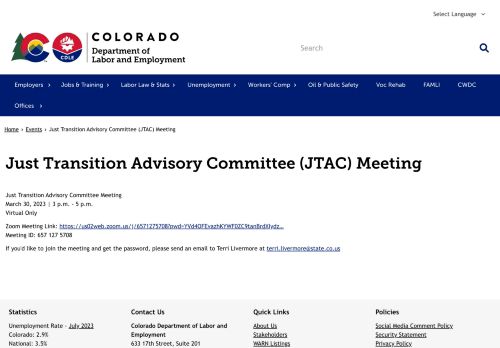 Select Language
COLORADO
Department of
Labor and Employment
CDLE
Search
Employers
Jobs & Training
Labor Law & Stats
Unemployment
Workers' Comp
Oil & Public Safety
Voc Rehab
FAMLI
CWDC
Offices
Home › Events › Just Transition Advisory Committee (JTAC) Meeting
Just Transition Advisory Committee (JTAC) Meeting
Just Transition Advisory Committee Meeting
March 30, 2023 | 3 p.m. - 5 p.m.
Virtual Only
Zoom Meeting Link: https://us02web.zoom.us/j/6571275708?pwd=YVd4QFEvazhKYWF0ZC9tanBrdXlydz…
Meeting ID: 657 127 5708
If you'd like to join the meeting and get the password, please send an email to Terri Livermore at terri.livermore@state.co.us
Statistics
Unemployment Rate - July 2023
Colorado: 2.9%
National: 3.5%
Contact Us
Colorado Department of Labor and
Employment
633 17th Street, Suite 201
Quick Links
About Us
Stakeholders
WARN Listings
Policies
Social Media Comment Policy
Security Statement
Privacy Policy